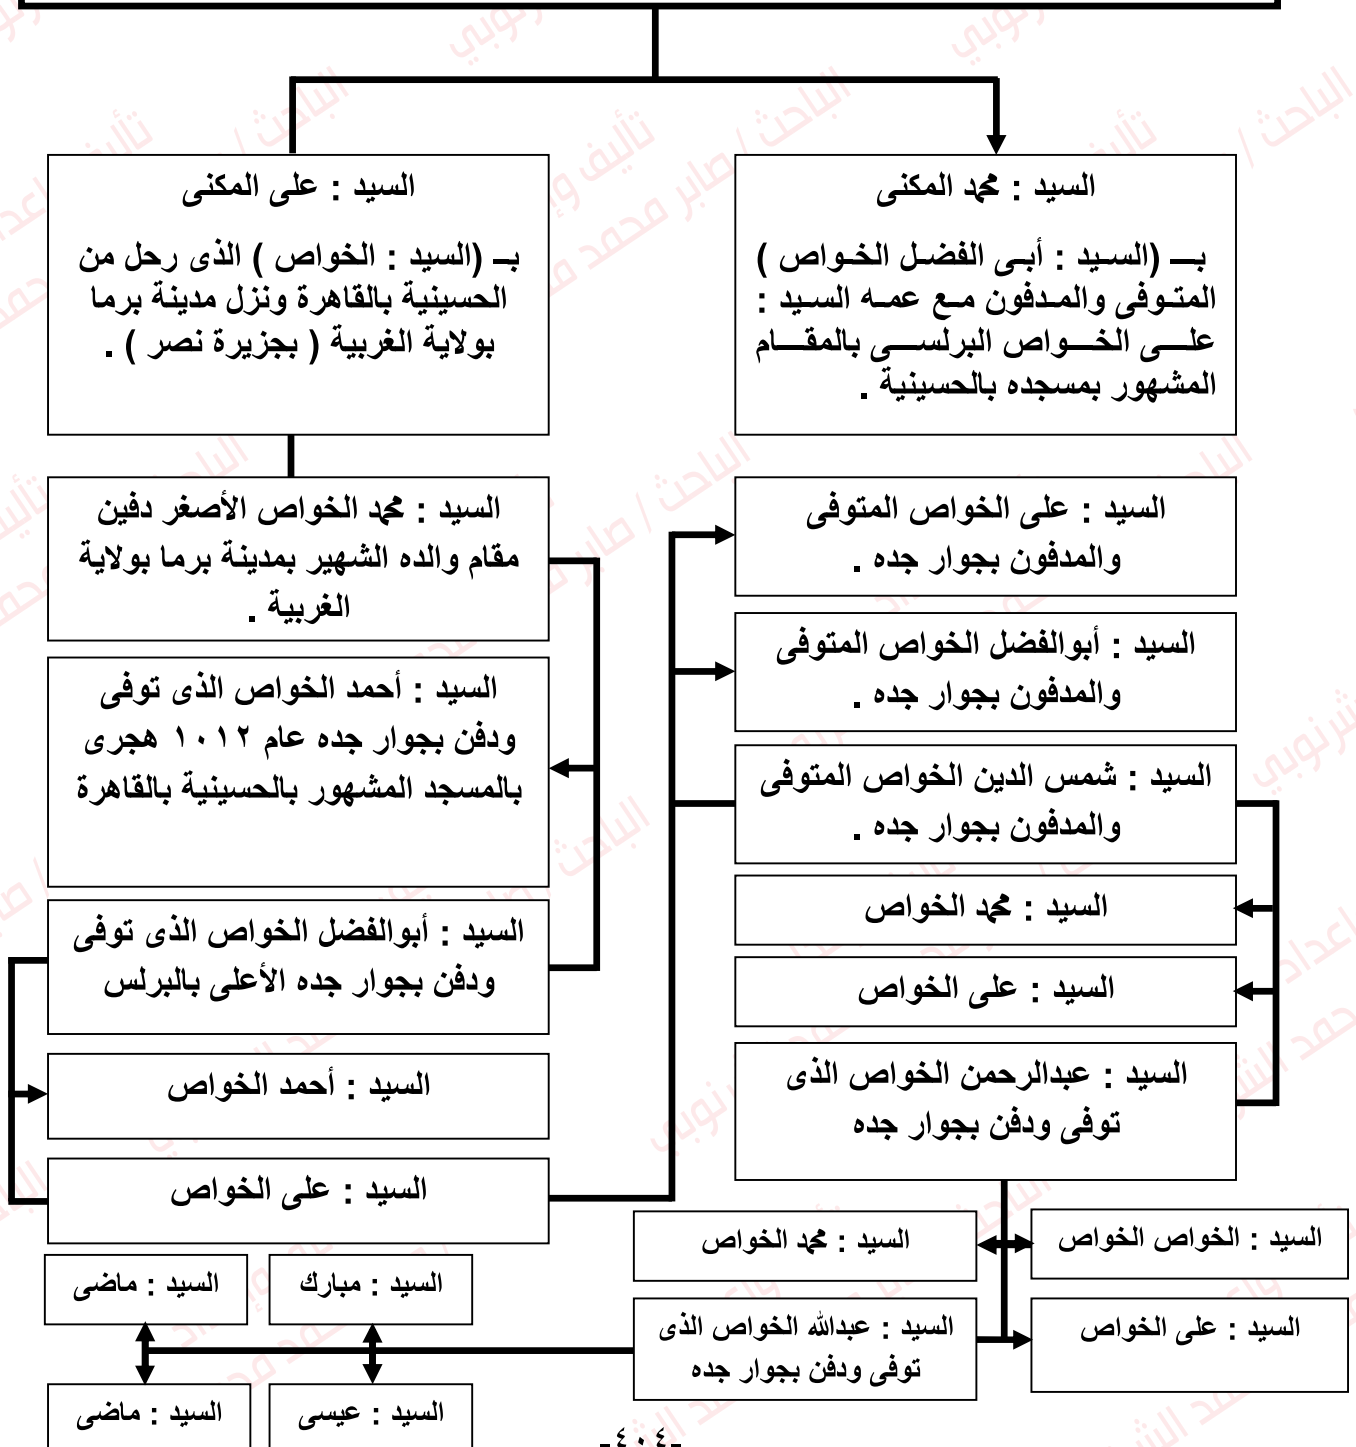 السيد : محمد المكنى
بـ (السيد : أبى الفضل الخواص )
المتوفى والمدفون مع عمه السيد :
على الخواص البرلسى بالمقام
المشهور بمسجده بالحسينية .
السيد : على المكنى
بـ (السيد : الخواص ) الذى رحل من
الحسينية بالقاهرة ونزل مدينة برما
بولاية الغربية ( بجزيرة نصر ) .
السيد : محمد الخواص الأصغر دفين
مقام والده الشهير بمدينة برما بولاية
الغربية .
السيد : أحمد الخواص الذى توفى
ودفن بجوار جده عام ١٠١٢ هجرى
بالمسجد المشهور بالحسينية بالقاهرة
السيد : أبوالفضل الخواص الذى توفى
ودفن بجوار جده الأعلى بالبرلس
السيد : أحمد الخواص
السيد : على الخواص
السيد : على الخواص المتوفى
والمدفون بجوار جده .
السيد : أبوالفضل الخواص المتوفى
والمدفون بجوار جده .
السيد : شمس الدين الخواص المتوفى
والمدفون بجوار جده .
السيد : محمد الخواص
السيد : على الخواص
السيد : عبدالرحمن الخواص الذى
توفى ودفن بجوار جده
السيد : الخواص الخواص
السيد : محمد الخواص
السيد : على الخواص
السيد : عبدالله الخواص الذى
توفى ودفن بجوار جده
السيد : مبارك
السيد : ماضى
السيد : عيسى
السيد : ماضى
-٤٠٤-